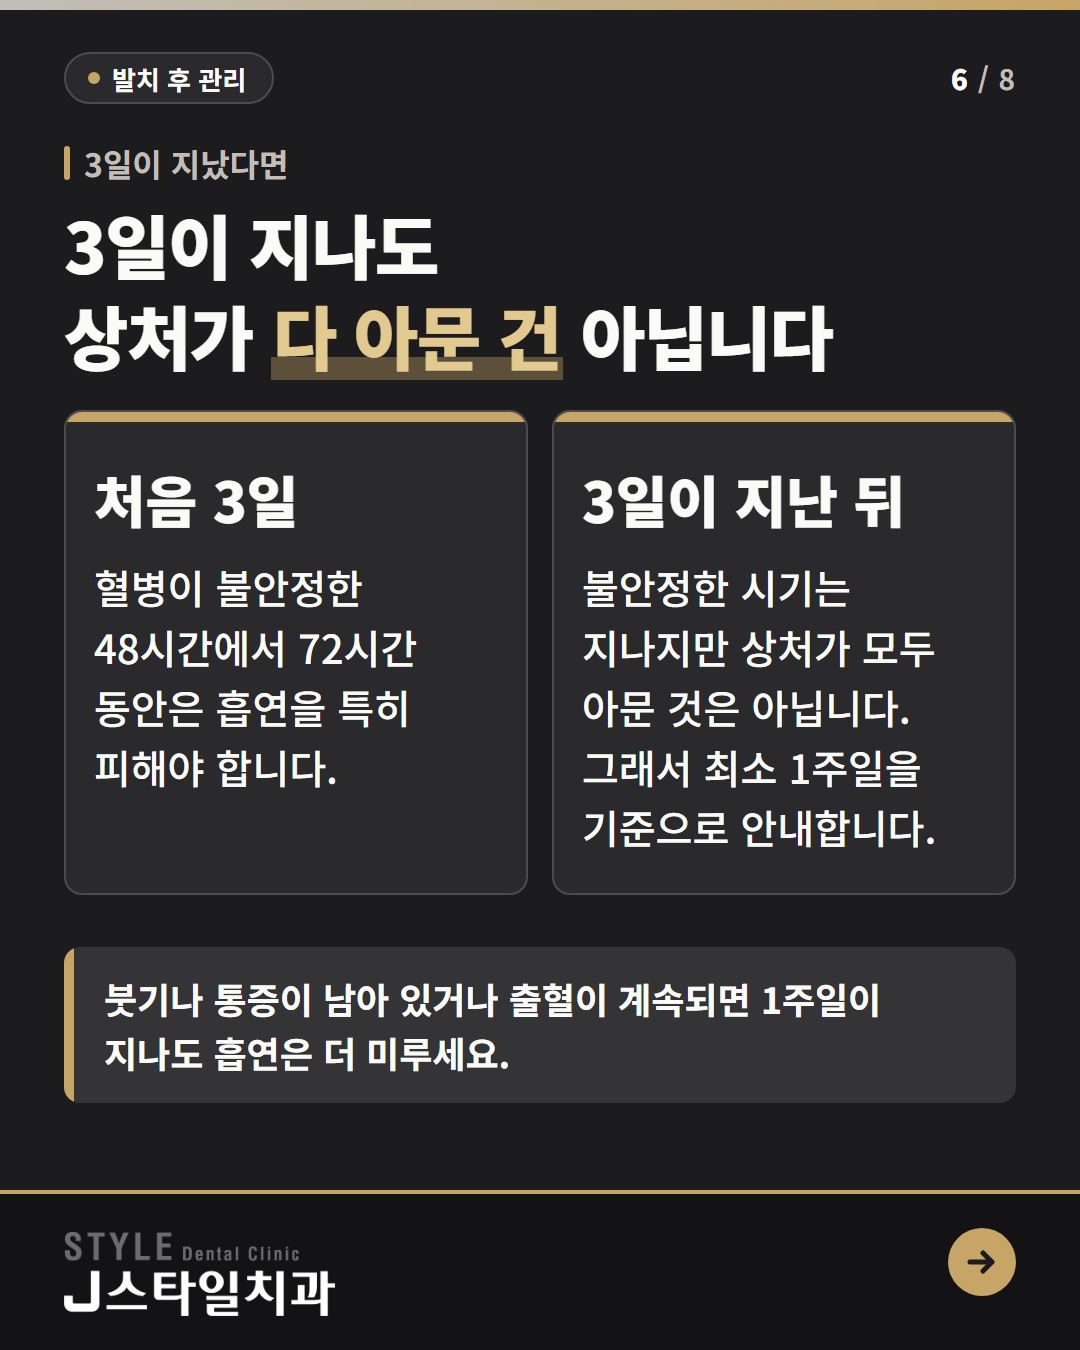 발치 후 관리
6 / 8
3일이 지났다면
3일이 지나도
상처가 다 아문 건 아닙니다
처음 3일
혈병이 불안정한
48시간에서 72시간
동안은 흡연을 특히
피해야 합니다.
3일이 지난 뒤
불안정한 시기는
지나지만 상처가 모두
아문 것은 아닙니다.
그래서 최소 1주일을
기준으로 안내합니다.
붓기나 통증이 남아 있거나 출혈이 계속되면 1주일이
지나도 흡연은 더 미루세요.
STYLE Dental Clinic
J스타일치과